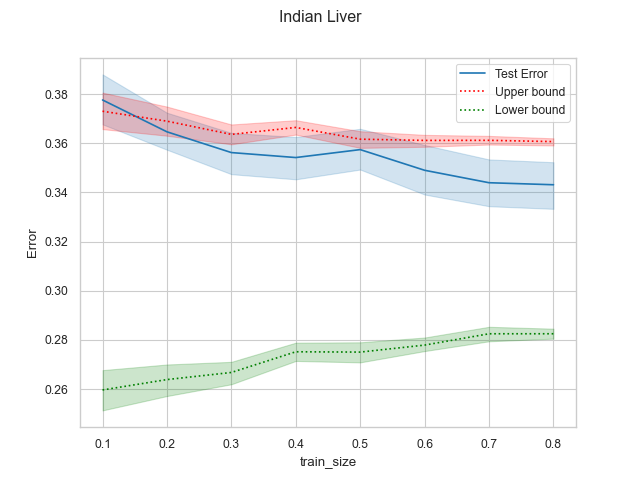 Indian Liver
Test Error
Upper bound
Lower bound
0.38
0.36
0.34
0.32
0.30
0.28
0.26
Error
0.1 0.2 0.3 0.4 0.5 0.6 0.7 0.8
train_size